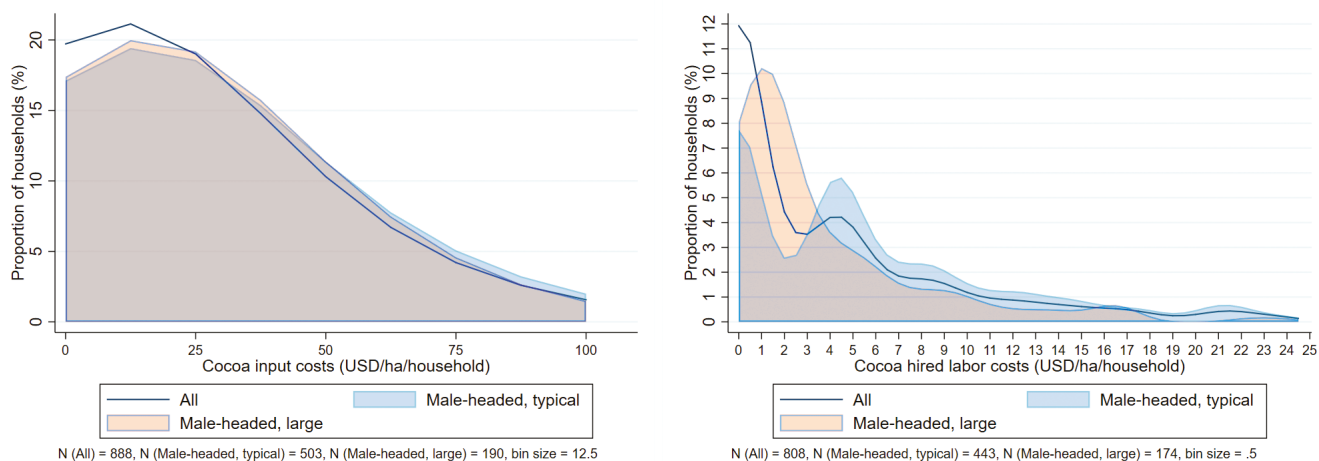 Proportion of households (%)
20
15
10
5
0
0 25 50 75 100
Cocoa input costs (USD/ha/household)
All
Male-headed, typical
Male-headed, large
N (All) = 888, N (Male-headed, typical) = 503, N (Male-headed, large) = 190, bin size = 12.5
Proportion of households (%)
12
11
10
9
8
7
6
5
4
3
2
1
0
0 1 2 3 4 5 6 7 8 9 10 11 12 13 14 15 16 17 18 19 20 21 22 23 24 25
Cocoa hired labor costs (USD/ha/household)
All
Male-headed, typical
Male-headed, large
N (All) = 808, N (Male-headed, typical) = 443, N (Male-headed, large) = 174, bin size = .5